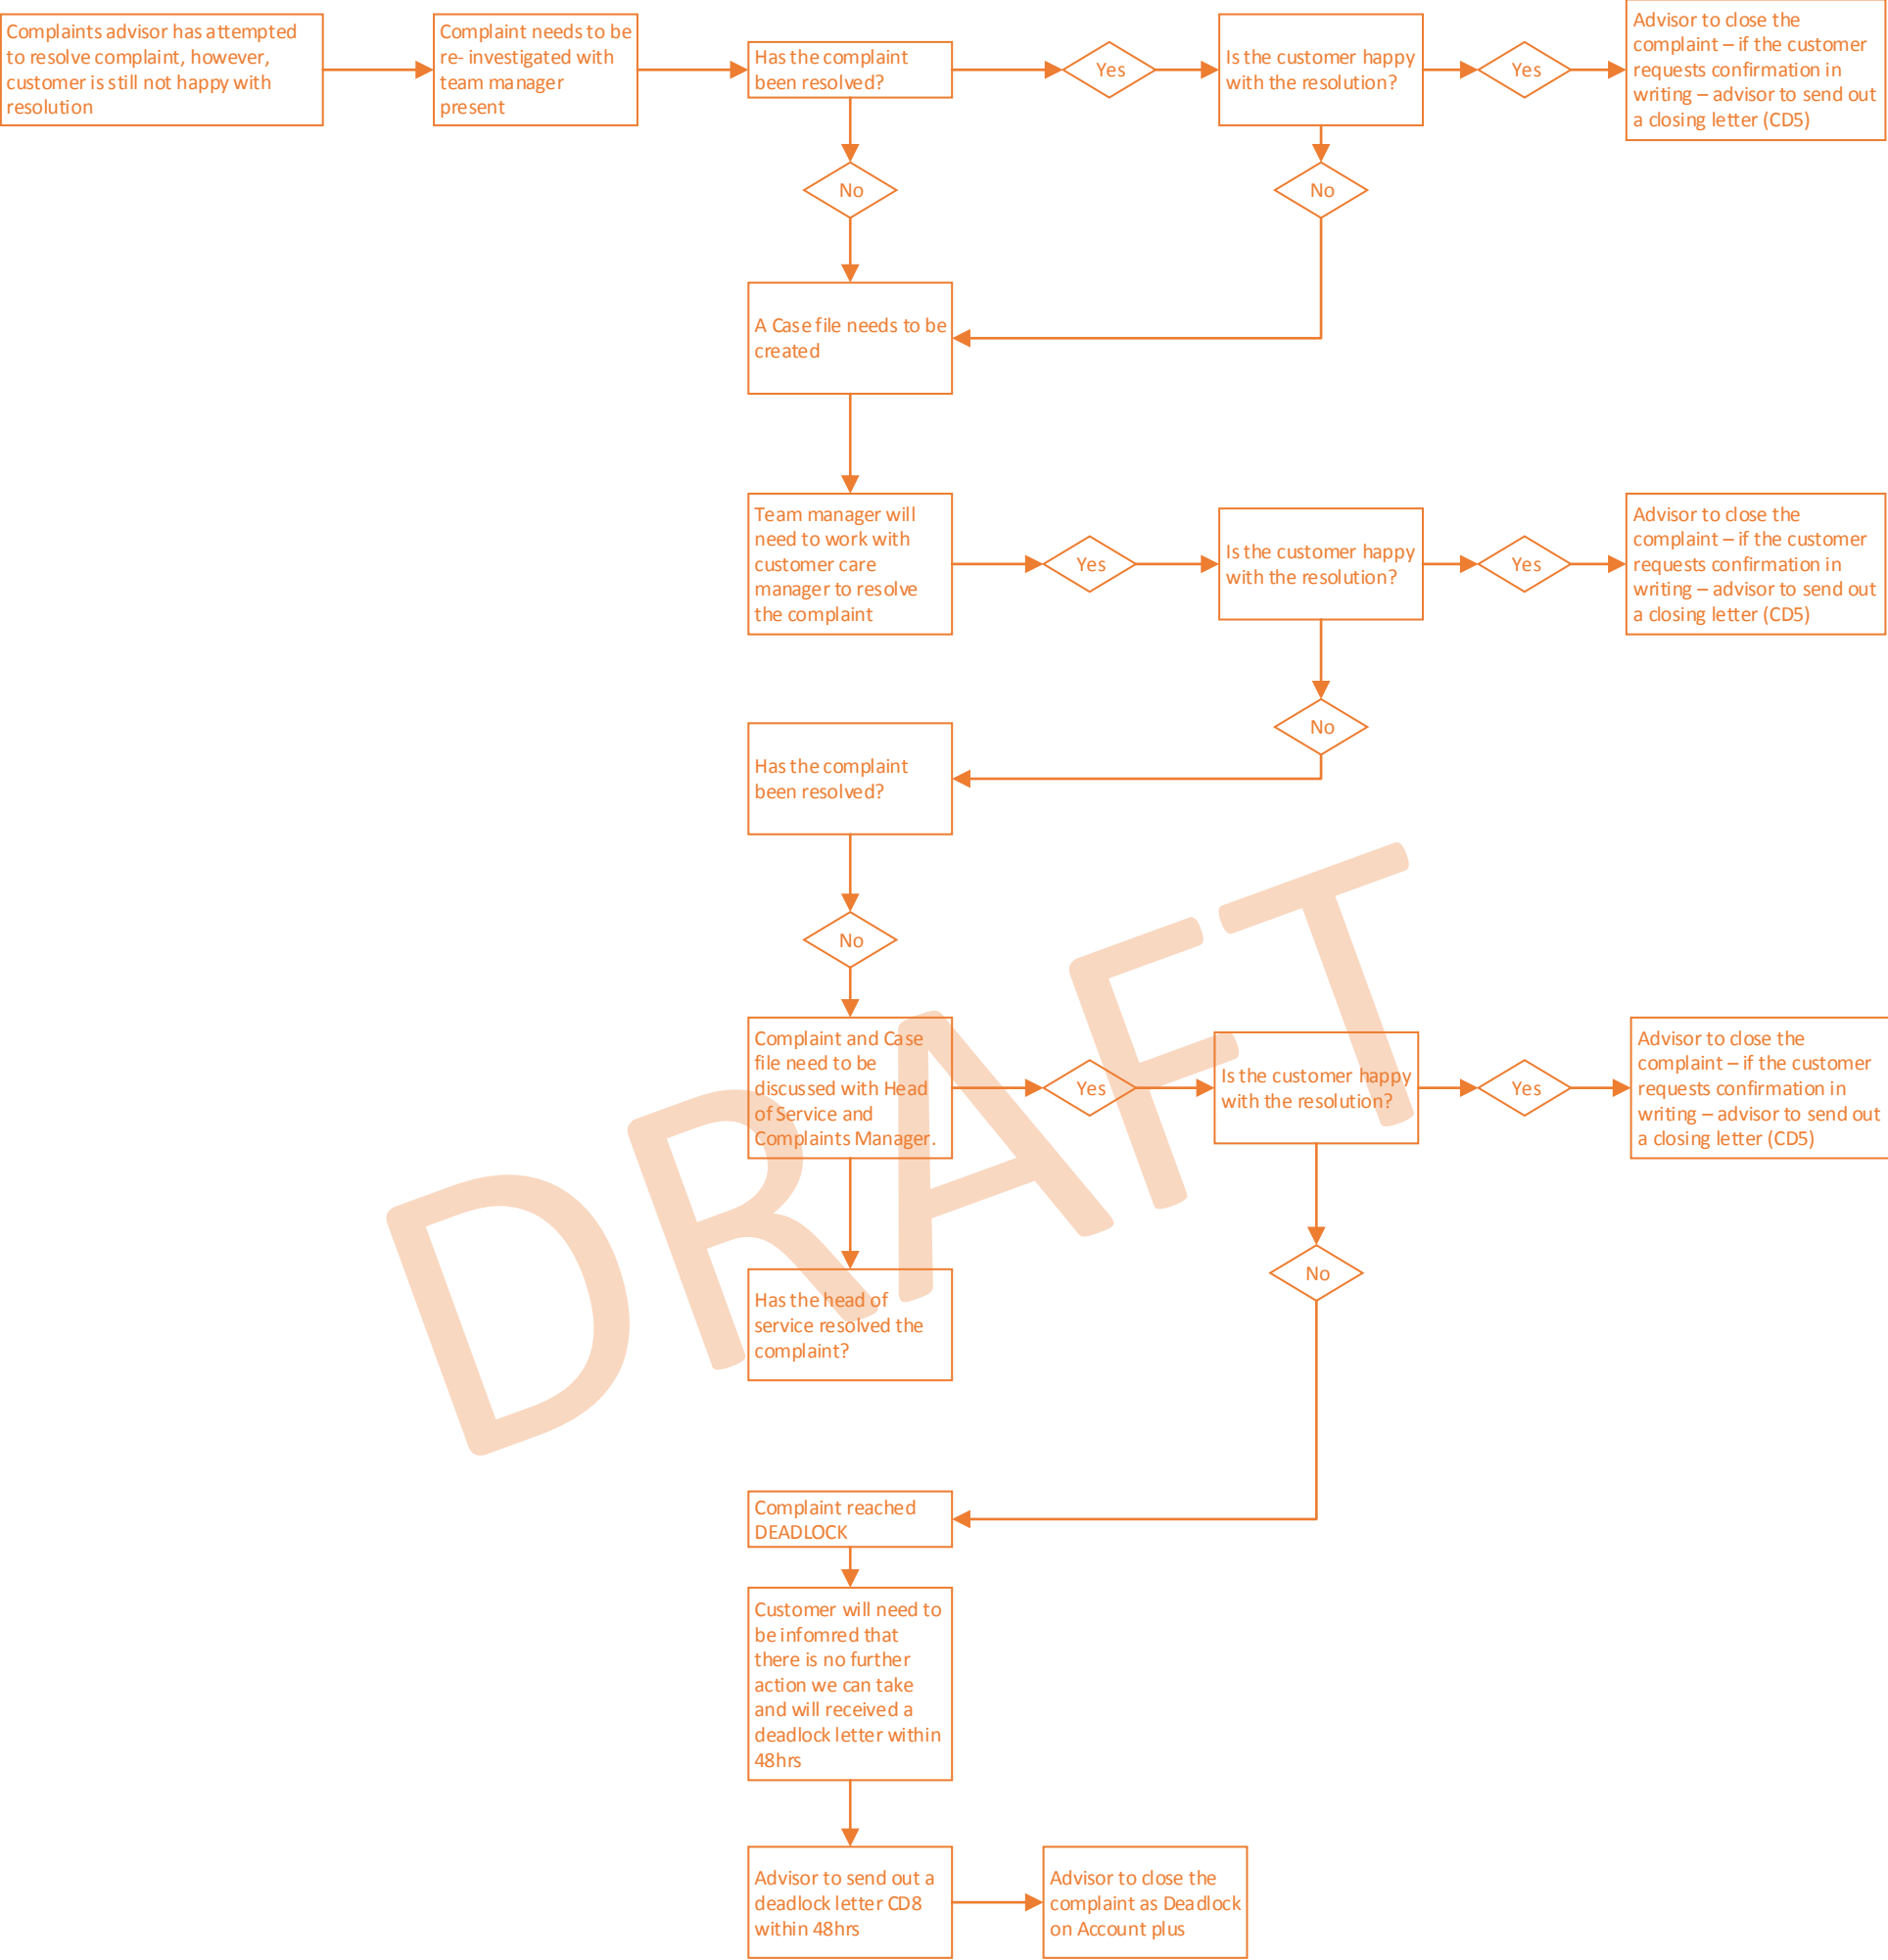 Complaints advisor has attempted
to resolve complaint, however,
customer is still not happy with
resolution
Complaint needs to be
re- investigated with
team manager
present
Has the complaint
been resolved?
Yes
Is the customer happy
with the resolution?
Yes
Advisor to close the
complaint – if the customer
requests confirmation in
writing – advisor to send out
a closing letter (CD5)
No
No
A Case file needs to be
created
Team manager will
need to work with
customer care
manager to resolve
the complaint
Yes
Is the customer happy
with the resolution?
Yes
Advisor to close the
complaint – if the customer
requests confirmation in
writing – advisor to send out
a closing letter (CD5)
No
Has the complaint
been resolved?
No
Complaint and Case
file need to be
discussed with Head
of Service and
Complaints Manager.
Yes
Is the customer happy
with the resolution?
Yes
Advisor to close the
complaint – if the customer
requests confirmation in
writing – advisor to send out
a closing letter (CD5)
No
Has the head of
service resolved the
complaint?
DRAFT
Complaint reached
DEADLOCK
Customer will need to
be infomred that
there is no further
action we can take
and will received a
deadlock letter within
48hrs
Advisor to send out a
deadlock letter CD8
within 48hrs
Advisor to close the
complaint as Deadlock
on Account plus